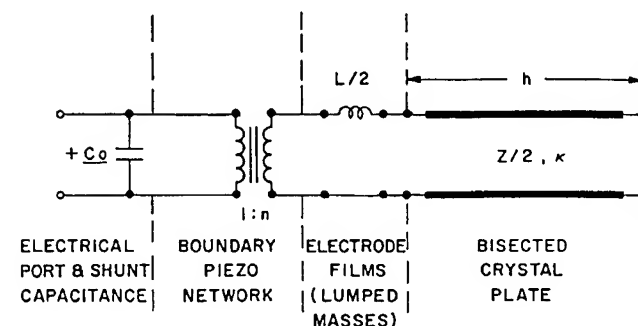 L/2
h
+ Co
Z/2, κ
1:n
ELECTRICAL
PORT & SHUNT
CAPACITANCE
BOUNDARY
PIEZO
NETWORK
ELECTRODE
FILMS
(LUMPED
MASSES)
BISECTED
CRYSTAL
PLATE